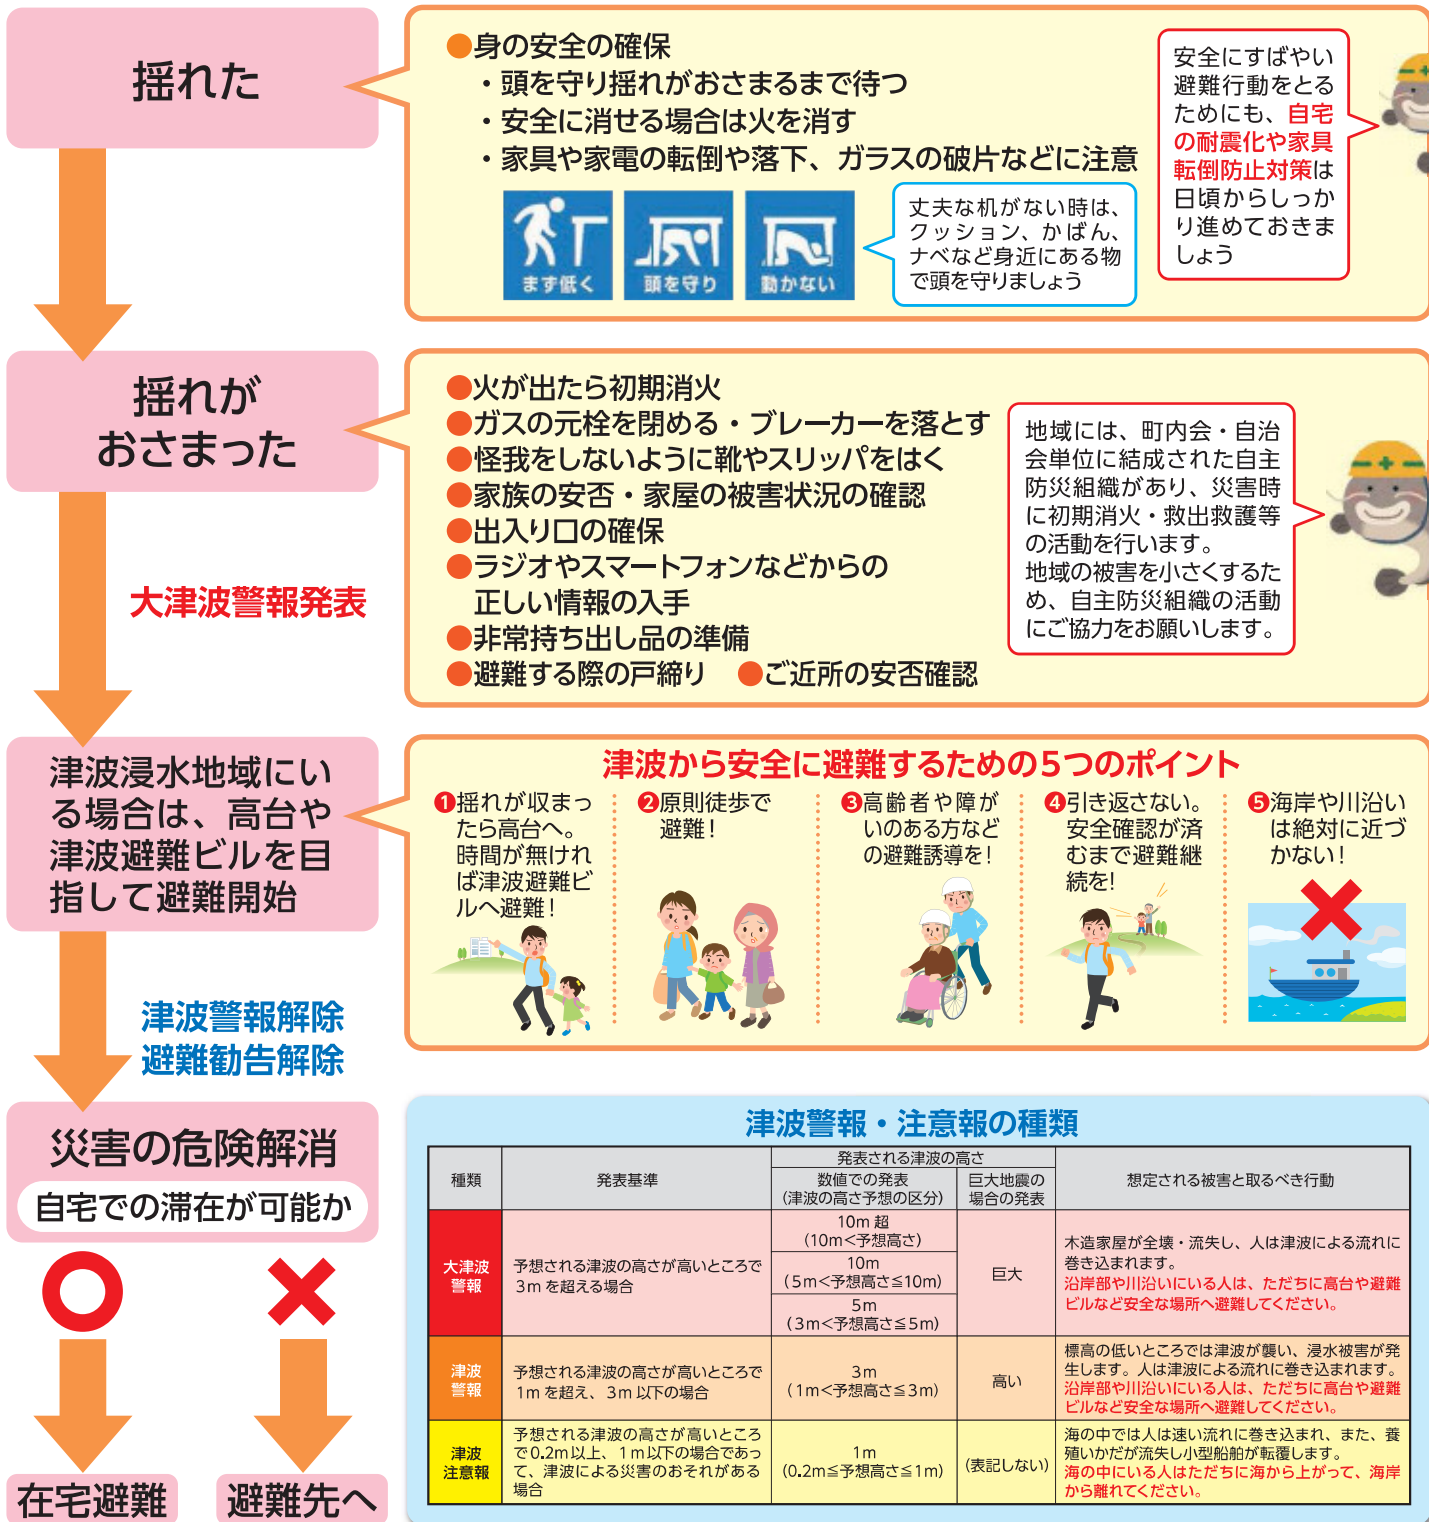 揺れた
●身の安全の確保
・頭を守り揺れがおさまるまで待つ
・安全に消せる場合は火を消す
・家具や家電の転倒や落下、ガラスの破片などに注意
まず低く
頭を守り
動かない
丈夫な机がない時は、
クッション、かばん、
ナベなど身近にある物
で頭を守りましょう
安全にすばやい
避難行動をとる
ためにも、自宅
の耐震化や家具
転倒防止対策は
日頃からしっか
り進めておきま
しょう
揺れが
おさまった
●火が出たら初期消火
●ガスの元栓を閉める・ブレーカーを落とす
●怪我をしないように靴やスリッパをはく
●家族の安否・家屋の被害状況の確認
●出入り口の確保
●ラジオやスマートフォンなどからの
正しい情報の入手
●非常持ち出し品の準備
●避難する際の戸締り ●ご近所の安否確認
地域には、町内会・自治
会単位に結成された自主
防災組織があり、災害時
に初期消火・救出救護等
の活動を行います。
地域の被害を小さくするた
め、自主防災組織の活動
にご協力をお願いします。
大津波警報発表
津波浸水地域にい
る場合は、高台や
津波避難ビルを目
指して避難開始
津波から安全に避難するための5つのポイント
❶揺れが収まっ
たら高台へ。
時間が無けれ
ば津波避難ビ
ルへ避難!
❷原則徒歩で
避難!
❸高齢者や障が
いのある方など
の避難誘導を!
❹引き返さない。
安全確認が済
むまで避難継
続を!
❺海岸や川沿い
は絶対に近づ
かない!
津波警報解除
避難勧告解除
災害の危険解消
自宅での滞在が可能か
在宅避難
避難先へ
津波警報・注意報の種類
種類
発表基準
発表される津波の高さ
数値での発表
(津波の高さ予想の区分)
巨大地震の
場合の発表
想定される被害と取るべき行動
大津波
警報
予想される津波の高さが高いところで
3mを超える場合
10m超
(10m<予想高さ)
10m
(5m<予想高さ≦10m)
5m
(3m<予想高さ≦5m)
巨大
木造家屋が全壊・流失し、人は津波による流れに
巻き込まれます。
沿岸部や川沿いにいる人は、ただちに高台や避難
ビルなど安全な場所へ避難してください。
津波
警報
予想される津波の高さが高いところで
1mを超え、3m以下の場合
3m
(1m<予想高さ≦3m)
高い
標高の低いところでは津波が襲い、浸水被害が発
生します。人は津波による流れに巻き込まれます。
沿岸部や川沿いにいる人は、ただちに高台や避難
ビルなど安全な場所へ避難してください。
津波
注意報
予想される津波の高さが高いところ
で0.2m以上、1m以下の場合であっ
て、津波による災害のおそれがある
場合
1m
(0.2m≦予想高さ≦1m)
(表記しない)
海の中では人は速い流れに巻き込まれ、また、養
殖いかだが流失し小型船舶が転覆します。
海の中にいる人はただちに海から上がって、海岸
から離れてください。